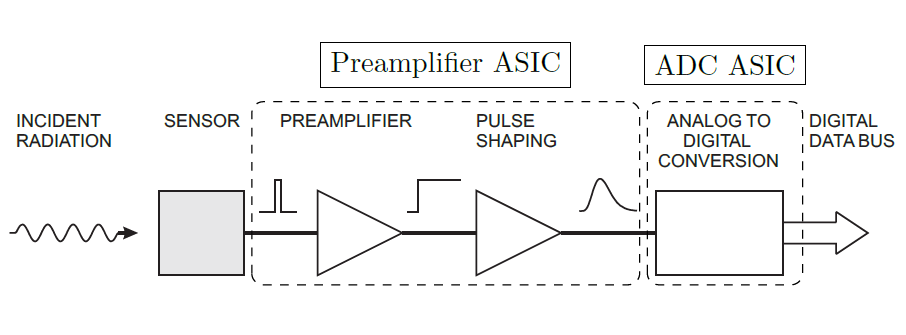 Preamplifier ASIC
ADC ASIC
INCIDENT
RADIATION
SENSOR
PREAMPLIFIER
PULSE
SHAPING
ANALOG TO
DIGITAL
CONVERSION
DIGITAL
DATA BUS